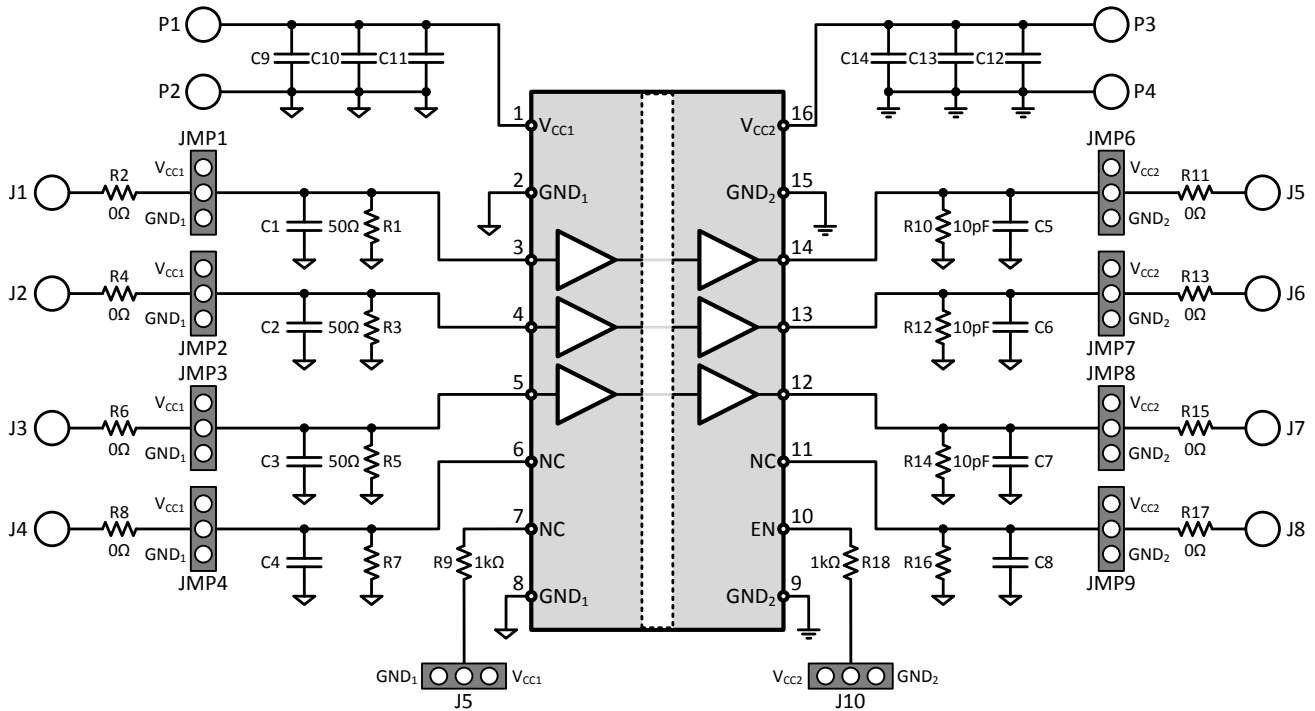 P1
P3
C9
C10
C11
C14
C13
C12
P2
P4
1
16
JMP1
VCC1
VCC2
JMP6
R2
VCC1
VCC2
R11
J1
2
GND1
GND2
15
J5
0Ω
GND1
GND2
0Ω
C1
50Ω
R1
R10
10pF
C5
3
14
R4
VCC1
VCC2
R13
J2
J6
0Ω
GND1
GND2
0Ω
C2
50Ω
R3
4
13
R12
10pF
C6
JMP2
JMP7
JMP3
5
12
JMP8
R6
VCC1
VCC2
R15
J3
J7
0Ω
GND1
GND2
0Ω
C3
50Ω
R5
6
NC
NC
11
R14
10pF
C7
R8
VCC1
VCC2
R17
J4
7
NC
EN
10
J8
0Ω
GND1
GND2
0Ω
C4
R7
R9
1kΩ
1kΩ
R18
R16
C8
JMP4
JMP9
8
GND1
GND2
9
GND1
VCC1
VCC2
GND2
J5
J10